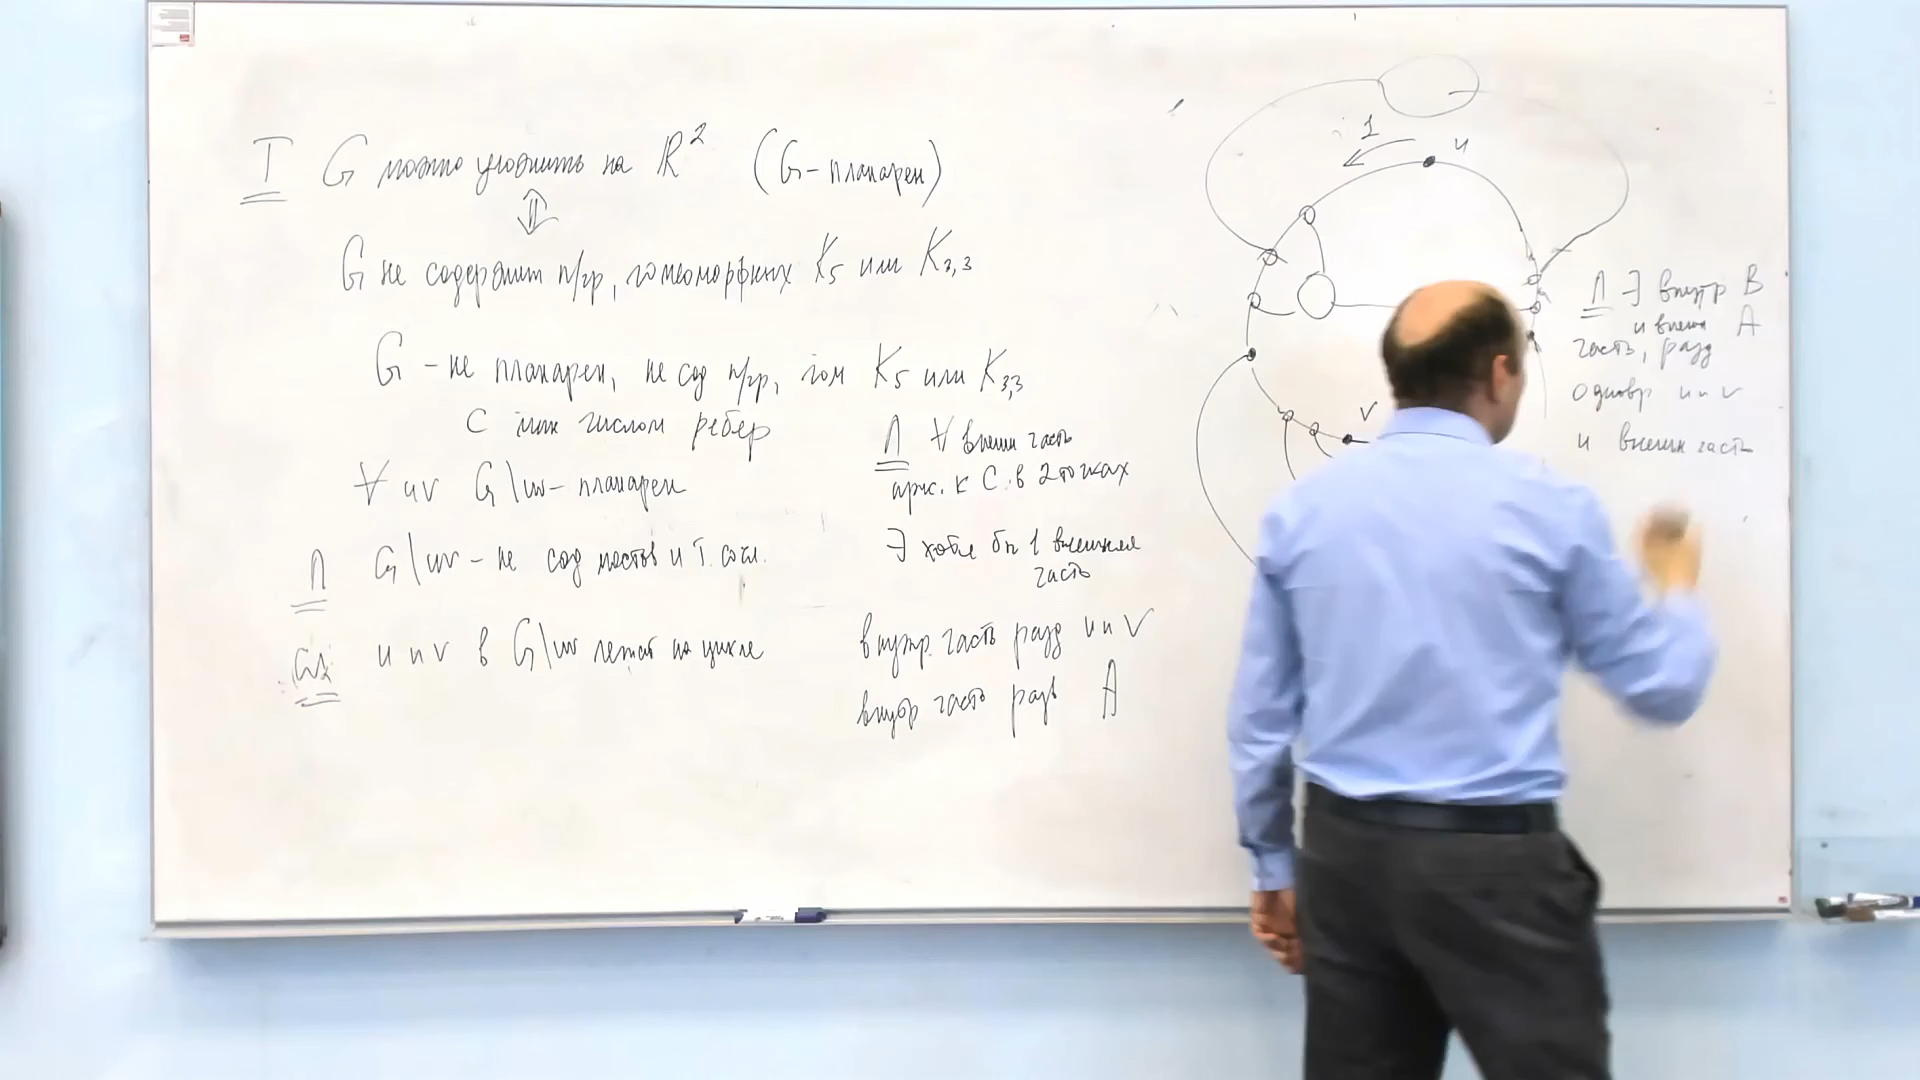 T G можно уложить на R² (G-планарен)
⇕
G не содержит п/гр, гомеоморфных K₅ или K₃,₃
G - не планарен, не сод п/гр, гом K₅ или K₃,₃
с мин числом ребер
∀ uv G\uv - планарен
Л G\uv - не сод мостов и т. соч.
u и v в G\uv лежат на цикле
Л ∀ внешн часть
прис. к C в 2 точках
∃ хотя бы 1 внешняя
часть
внутр. часть разд u и v
внутр часть разд A
1
u
v
Л ∃ внутр B
и внешн A
часть, разд
одновр u и v
и внешн часть